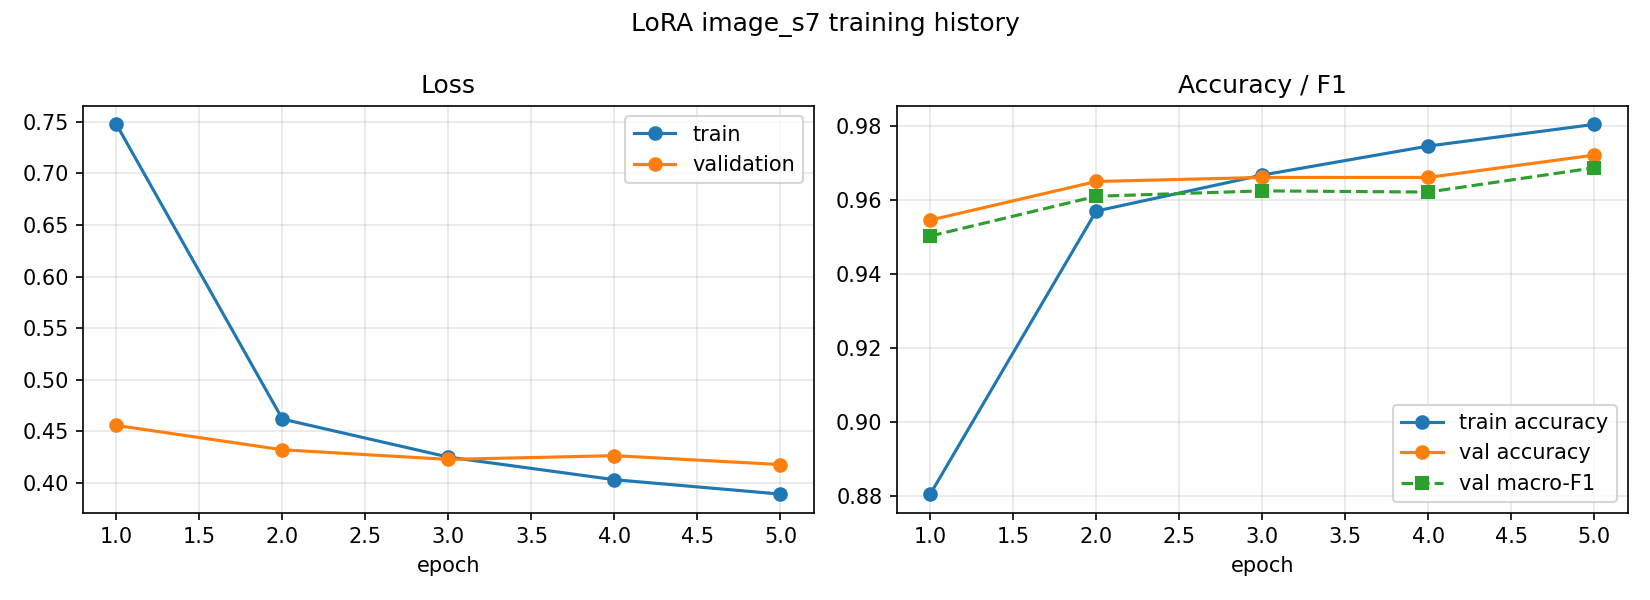 LoRA image_s7 training history
Loss
0.75
0.70
0.65
0.60
0.55
0.50
0.45
0.40
train
validation
1.0 1.5 2.0 2.5 3.0 3.5 4.0 4.5 5.0
epoch
Accuracy / F1
0.98
0.96
0.94
0.92
0.90
0.88
train accuracy
val accuracy
val macro-F1
1.0 1.5 2.0 2.5 3.0 3.5 4.0 4.5 5.0
epoch